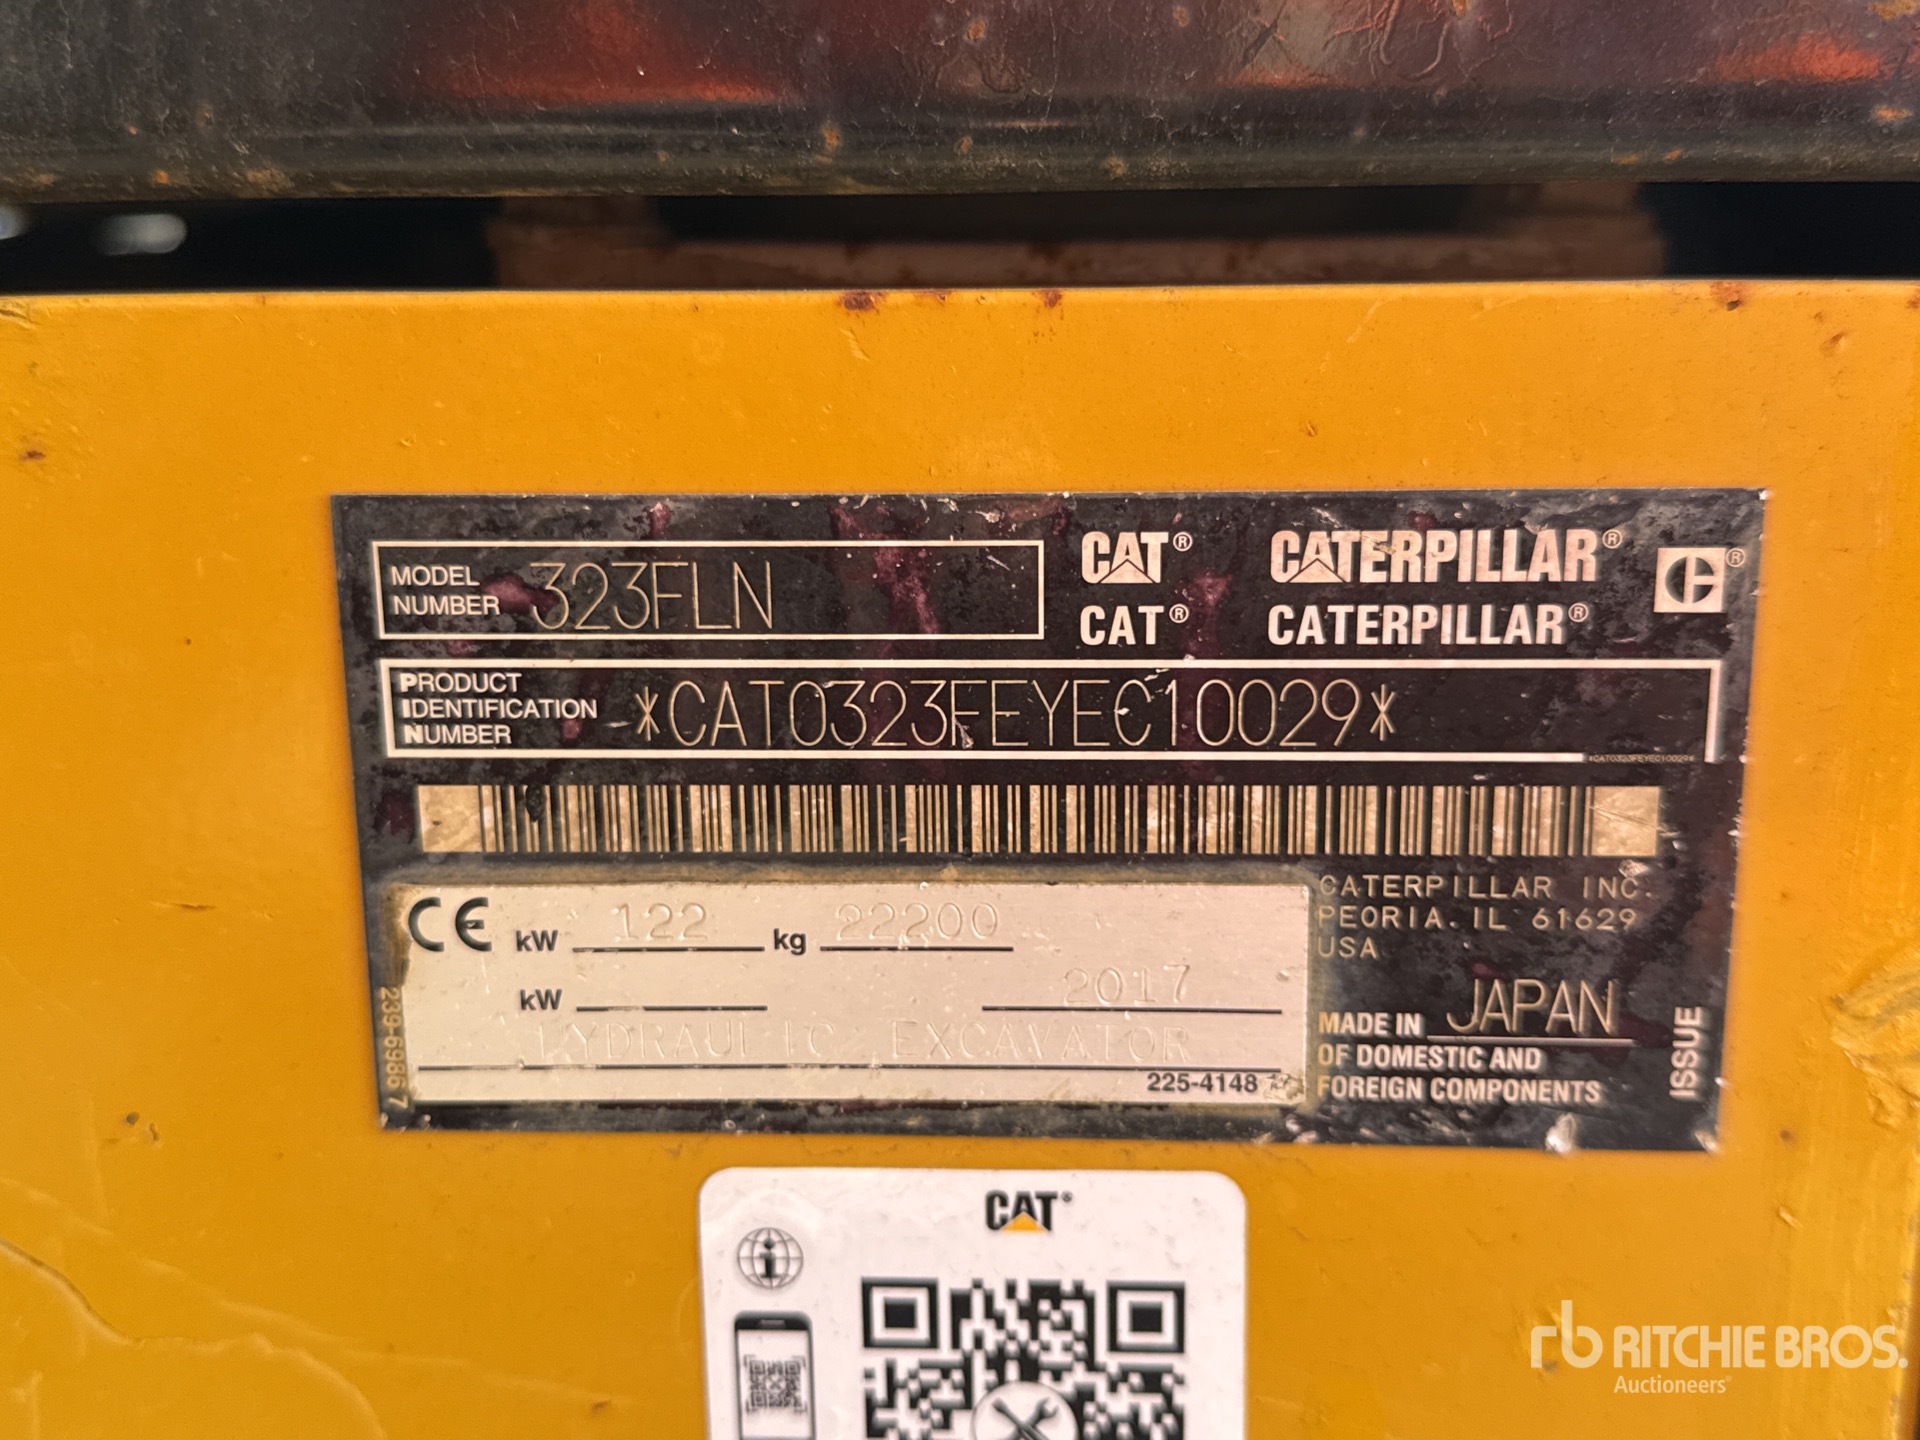 MODEL NUMBER 323FLN
CAT® CATERPILLAR®
CAT® CATERPILLAR®
PRODUCT IDENTIFICATION NUMBER *CAT0323FEYEC10029*
*CAT0323FEYEC10029*
CE kW 122 kg 22200
kW 2017
HYDRAULIC EXCAVATOR
225-4148
239-6986 7
CATERPILLAR INC.
PEORIA. IL 61629
USA
MADE IN JAPAN
OF DOMESTIC AND
FOREIGN COMPONENTS
ISSUE
CAT®
i
rb RITCHIE BROS.
Auctioneers